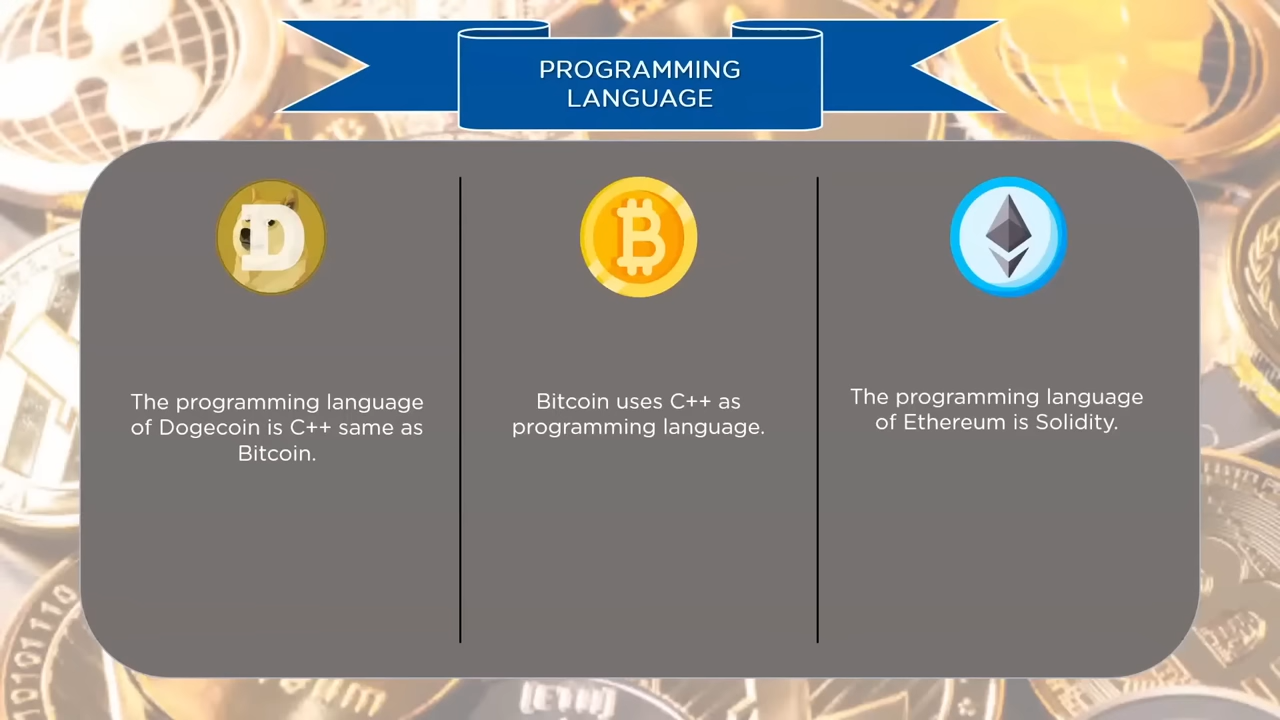 PROGRAMMING
LANGUAGE
D
The programming language
of Dogecoin is C++ same as
Bitcoin.
Bitcoin uses C++ as
programming language.
The programming language
of Ethereum is Solidity.
[ETH]